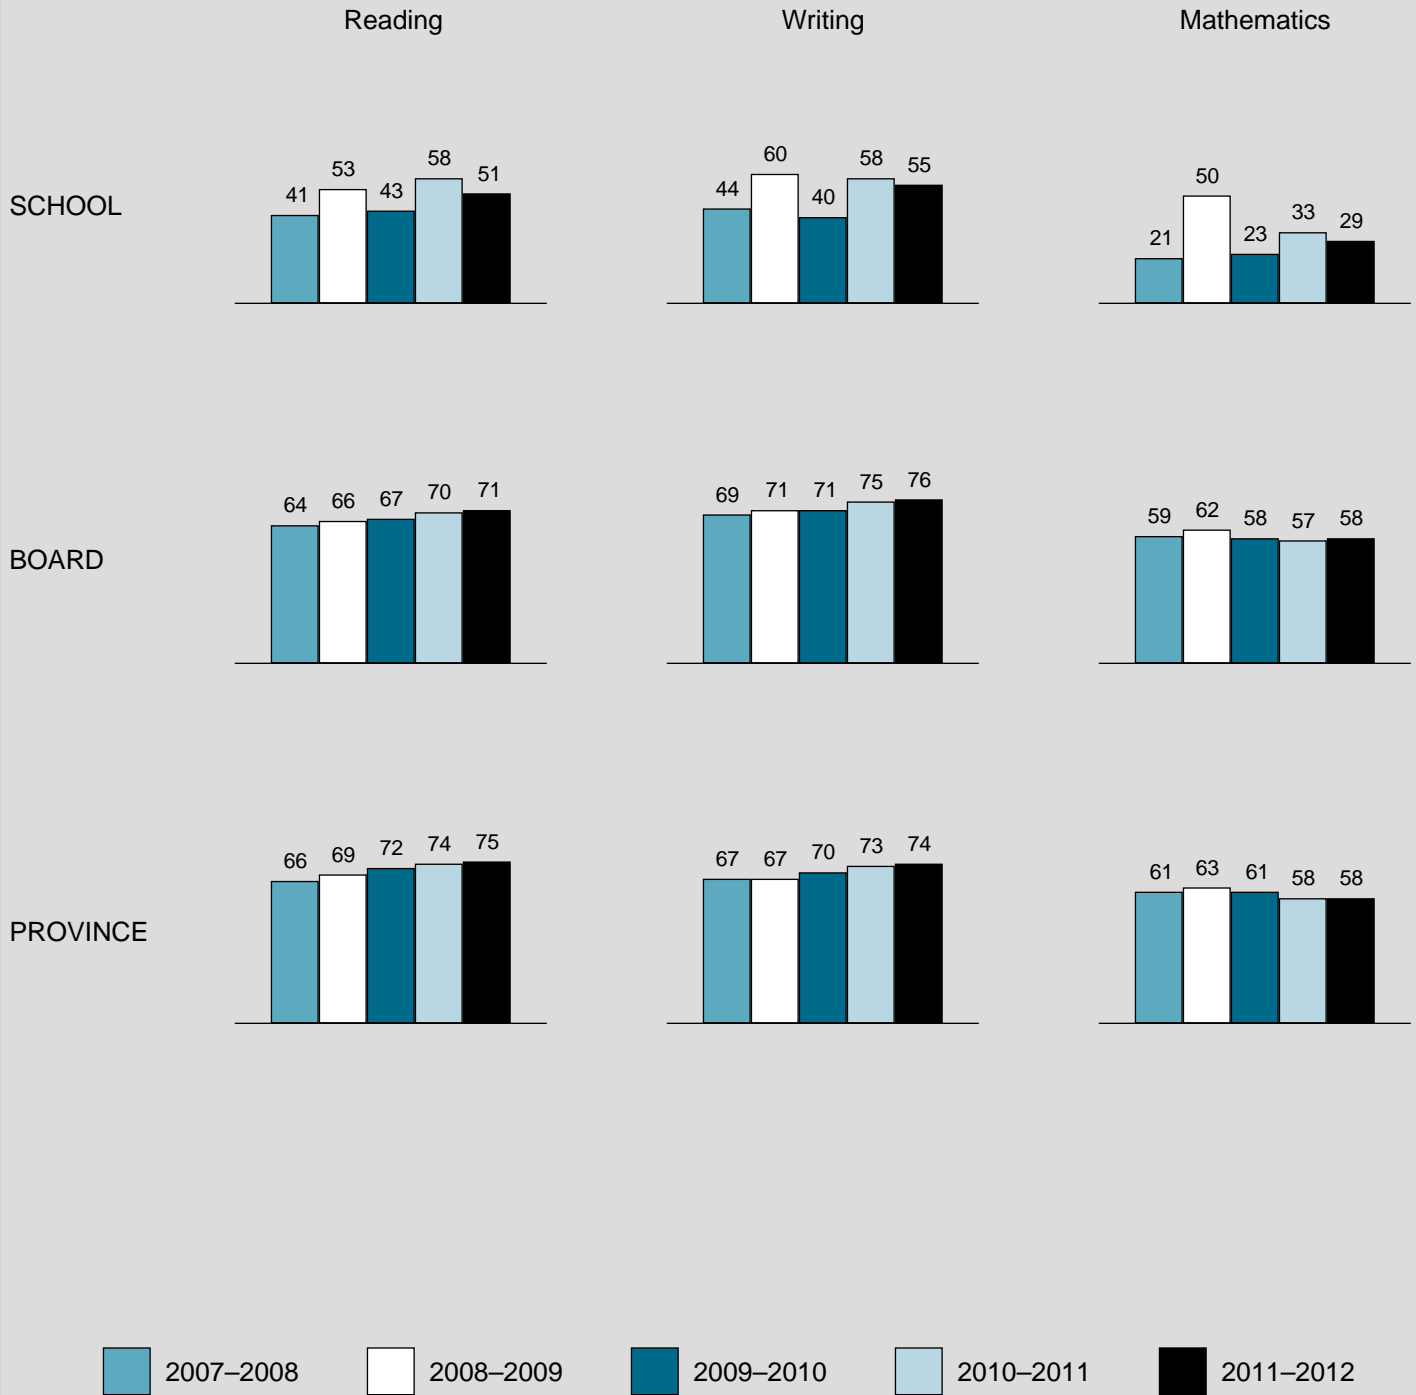 Reading Writing Mathematics
SCHOOL
41 53 43 58 51
44 60 40 58 55
21 50 23 33 29
BOARD
64 66 67 70 71
69 71 71 75 76
59 62 58 57 58
PROVINCE
66 69 72 74 75
67 67 70 73 74
61 63 61 58 58
2007–2008 2008–2009 2009–2010 2010–2011 2011–2012